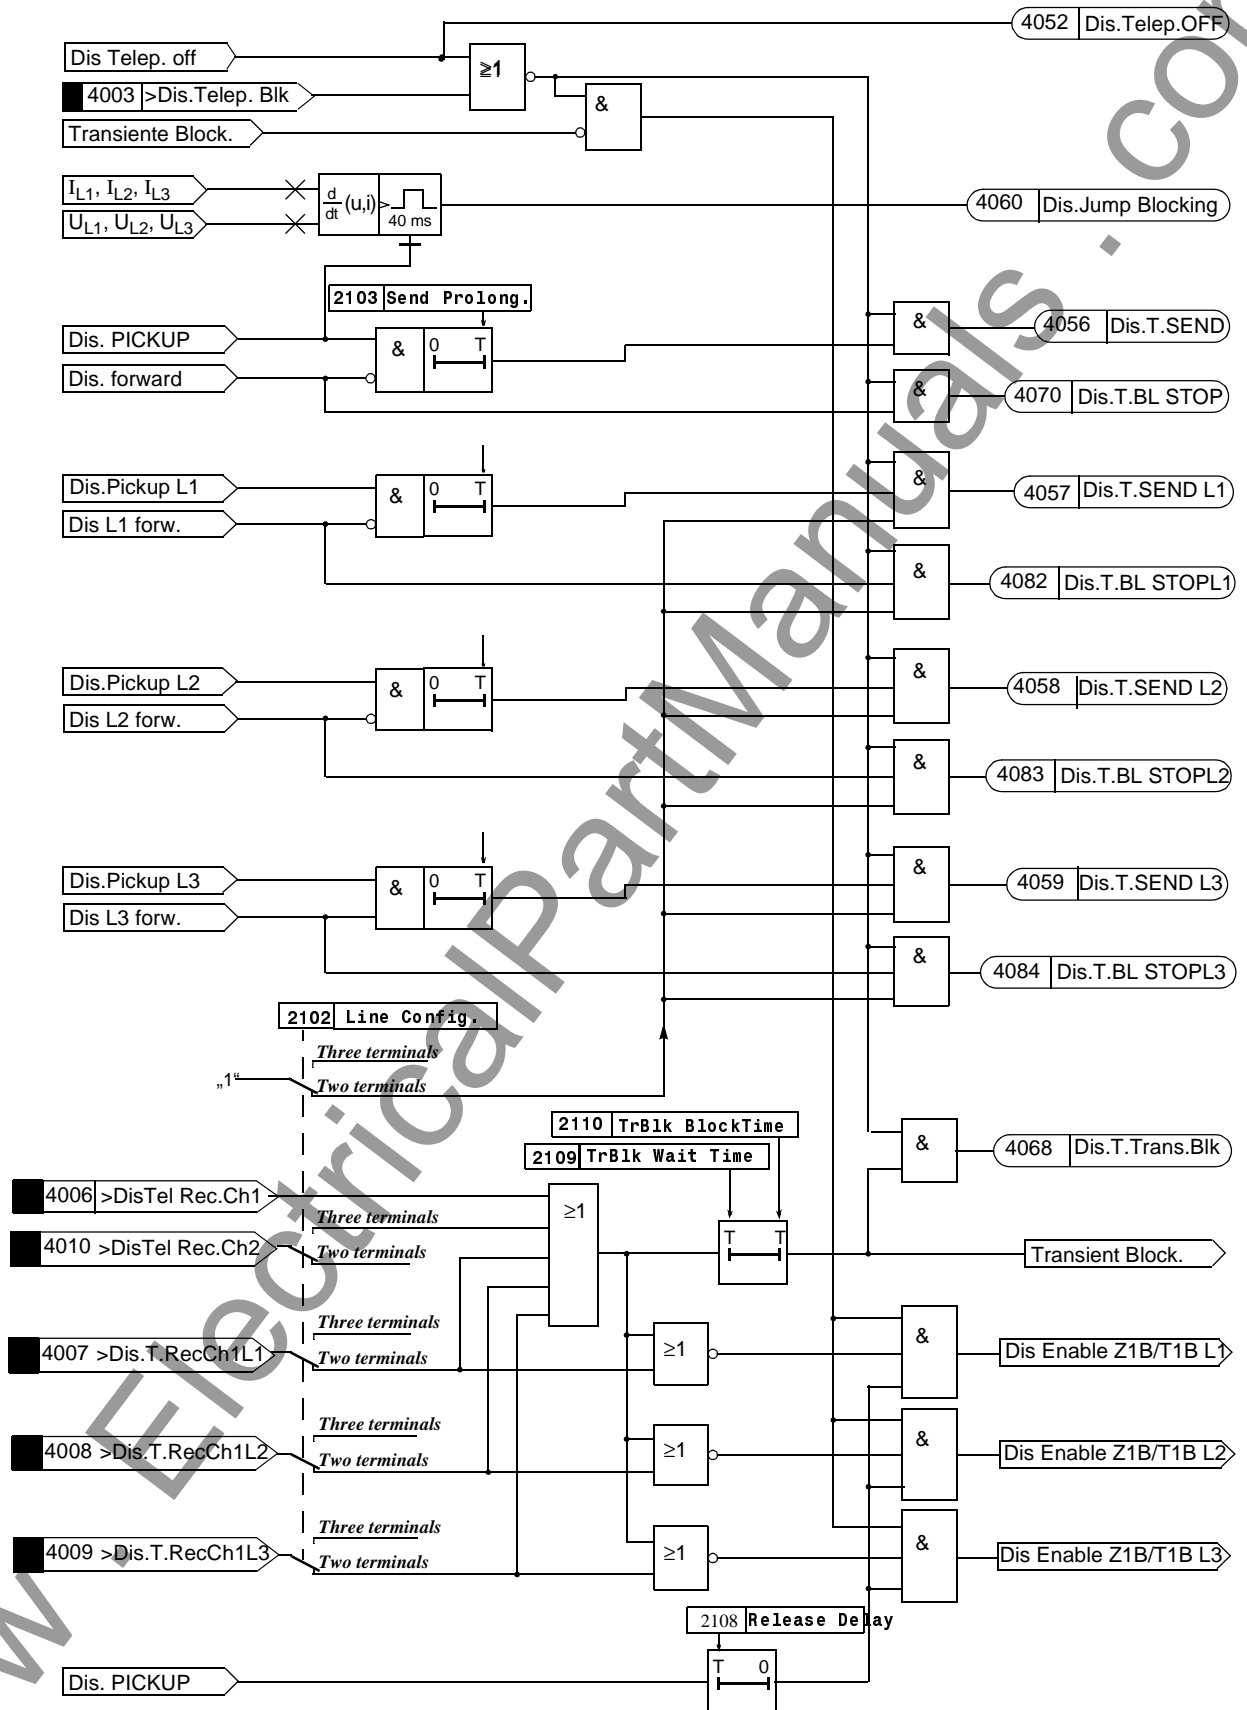 4052 Dis.Telep.OFF
Dis Telep. off
≧1
4003 >Dis.Telep. Blk
&
Transiente Block.
IL1, IL2, IL3
d
dt
(u,i)
>
40 ms
UL1, UL2, UL3
4060 Dis.Jump Blocking
2103 Send Prolong.
Dis. PICKUP
&
0 T
&
4056 Dis.T.SEND
Dis. forward
&
4070 Dis.T.BL STOP
Dis.Pickup L1
&
0 T
&
4057 Dis.T.SEND L1
Dis L1 forw.
&
4082 Dis.T.BL STOPL1
Dis.Pickup L2
&
0 T
&
4058 Dis.T.SEND L2
Dis L2 forw.
&
4083 Dis.T.BL STOPL2
Dis.Pickup L3
&
0 T
&
4059 Dis.T.SEND L3
Dis L3 forw.
&
4084 Dis.T.BL STOPL3
2102 Line Config.
Three terminals
„1“
Two terminals
2110 TrBlk BlockTime
2109 TrBlk Wait Time
&
4068 Dis.T.Trans.Blk
4006 >DisTel Rec.Ch1
≥1
Three terminals
4010 >DisTel Rec.Ch2
Two terminals
T T
Transient Block.
Three terminals
4007 >Dis.T.RecCh1L1
Two terminals
≥1
&
Dis Enable Z1B/T1B L1
Three terminals
4008 >Dis.T.RecCh1L2
Two terminals
≥1
&
Dis Enable Z1B/T1B L2
Three terminals
4009 >Dis.T.RecCh1L3
Two terminals
≥1
&
Dis Enable Z1B/T1B L3
2108 Release Delay
Dis. PICKUP
T 0
w . ElectricalPartManuals . com